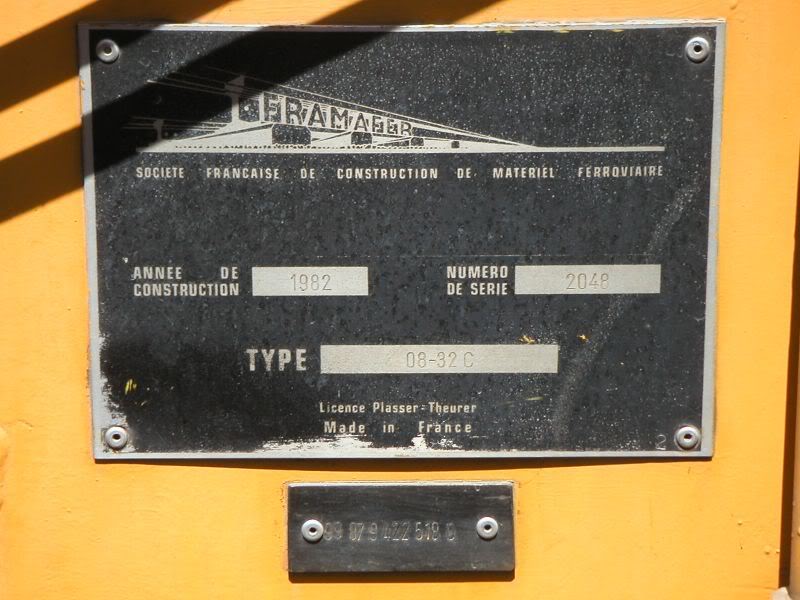 FRAMAFER
SOCIETE FRANCAISE DE CONSTRUCTION DE MATERIEL FERROVIAIRE
ANNEE DE CONSTRUCTION 1982
NUMERO DE SERIE 2048
TYPE 08-32 C
Licence Plasser-Theurer
Made in France
2
99 87 9 422 518